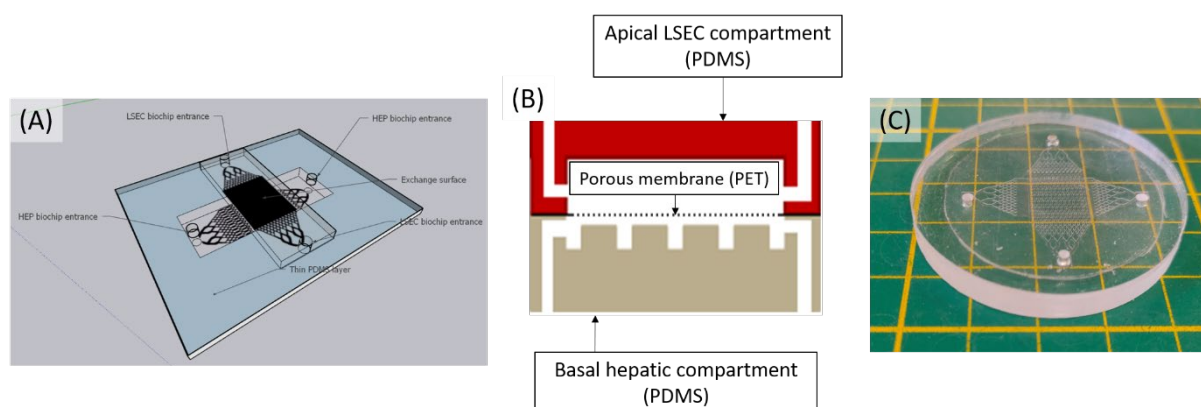 (A)
LSEC biochip entrance
HEP biochip entrance
Exchange surface
HEP biochip entrance
LSEC biochip entrance
Thin PDMS layer
(B)
Apical LSEC compartment
(PDMS)
Porous membrane (PET)
Basal hepatic compartment
(PDMS)
(C)